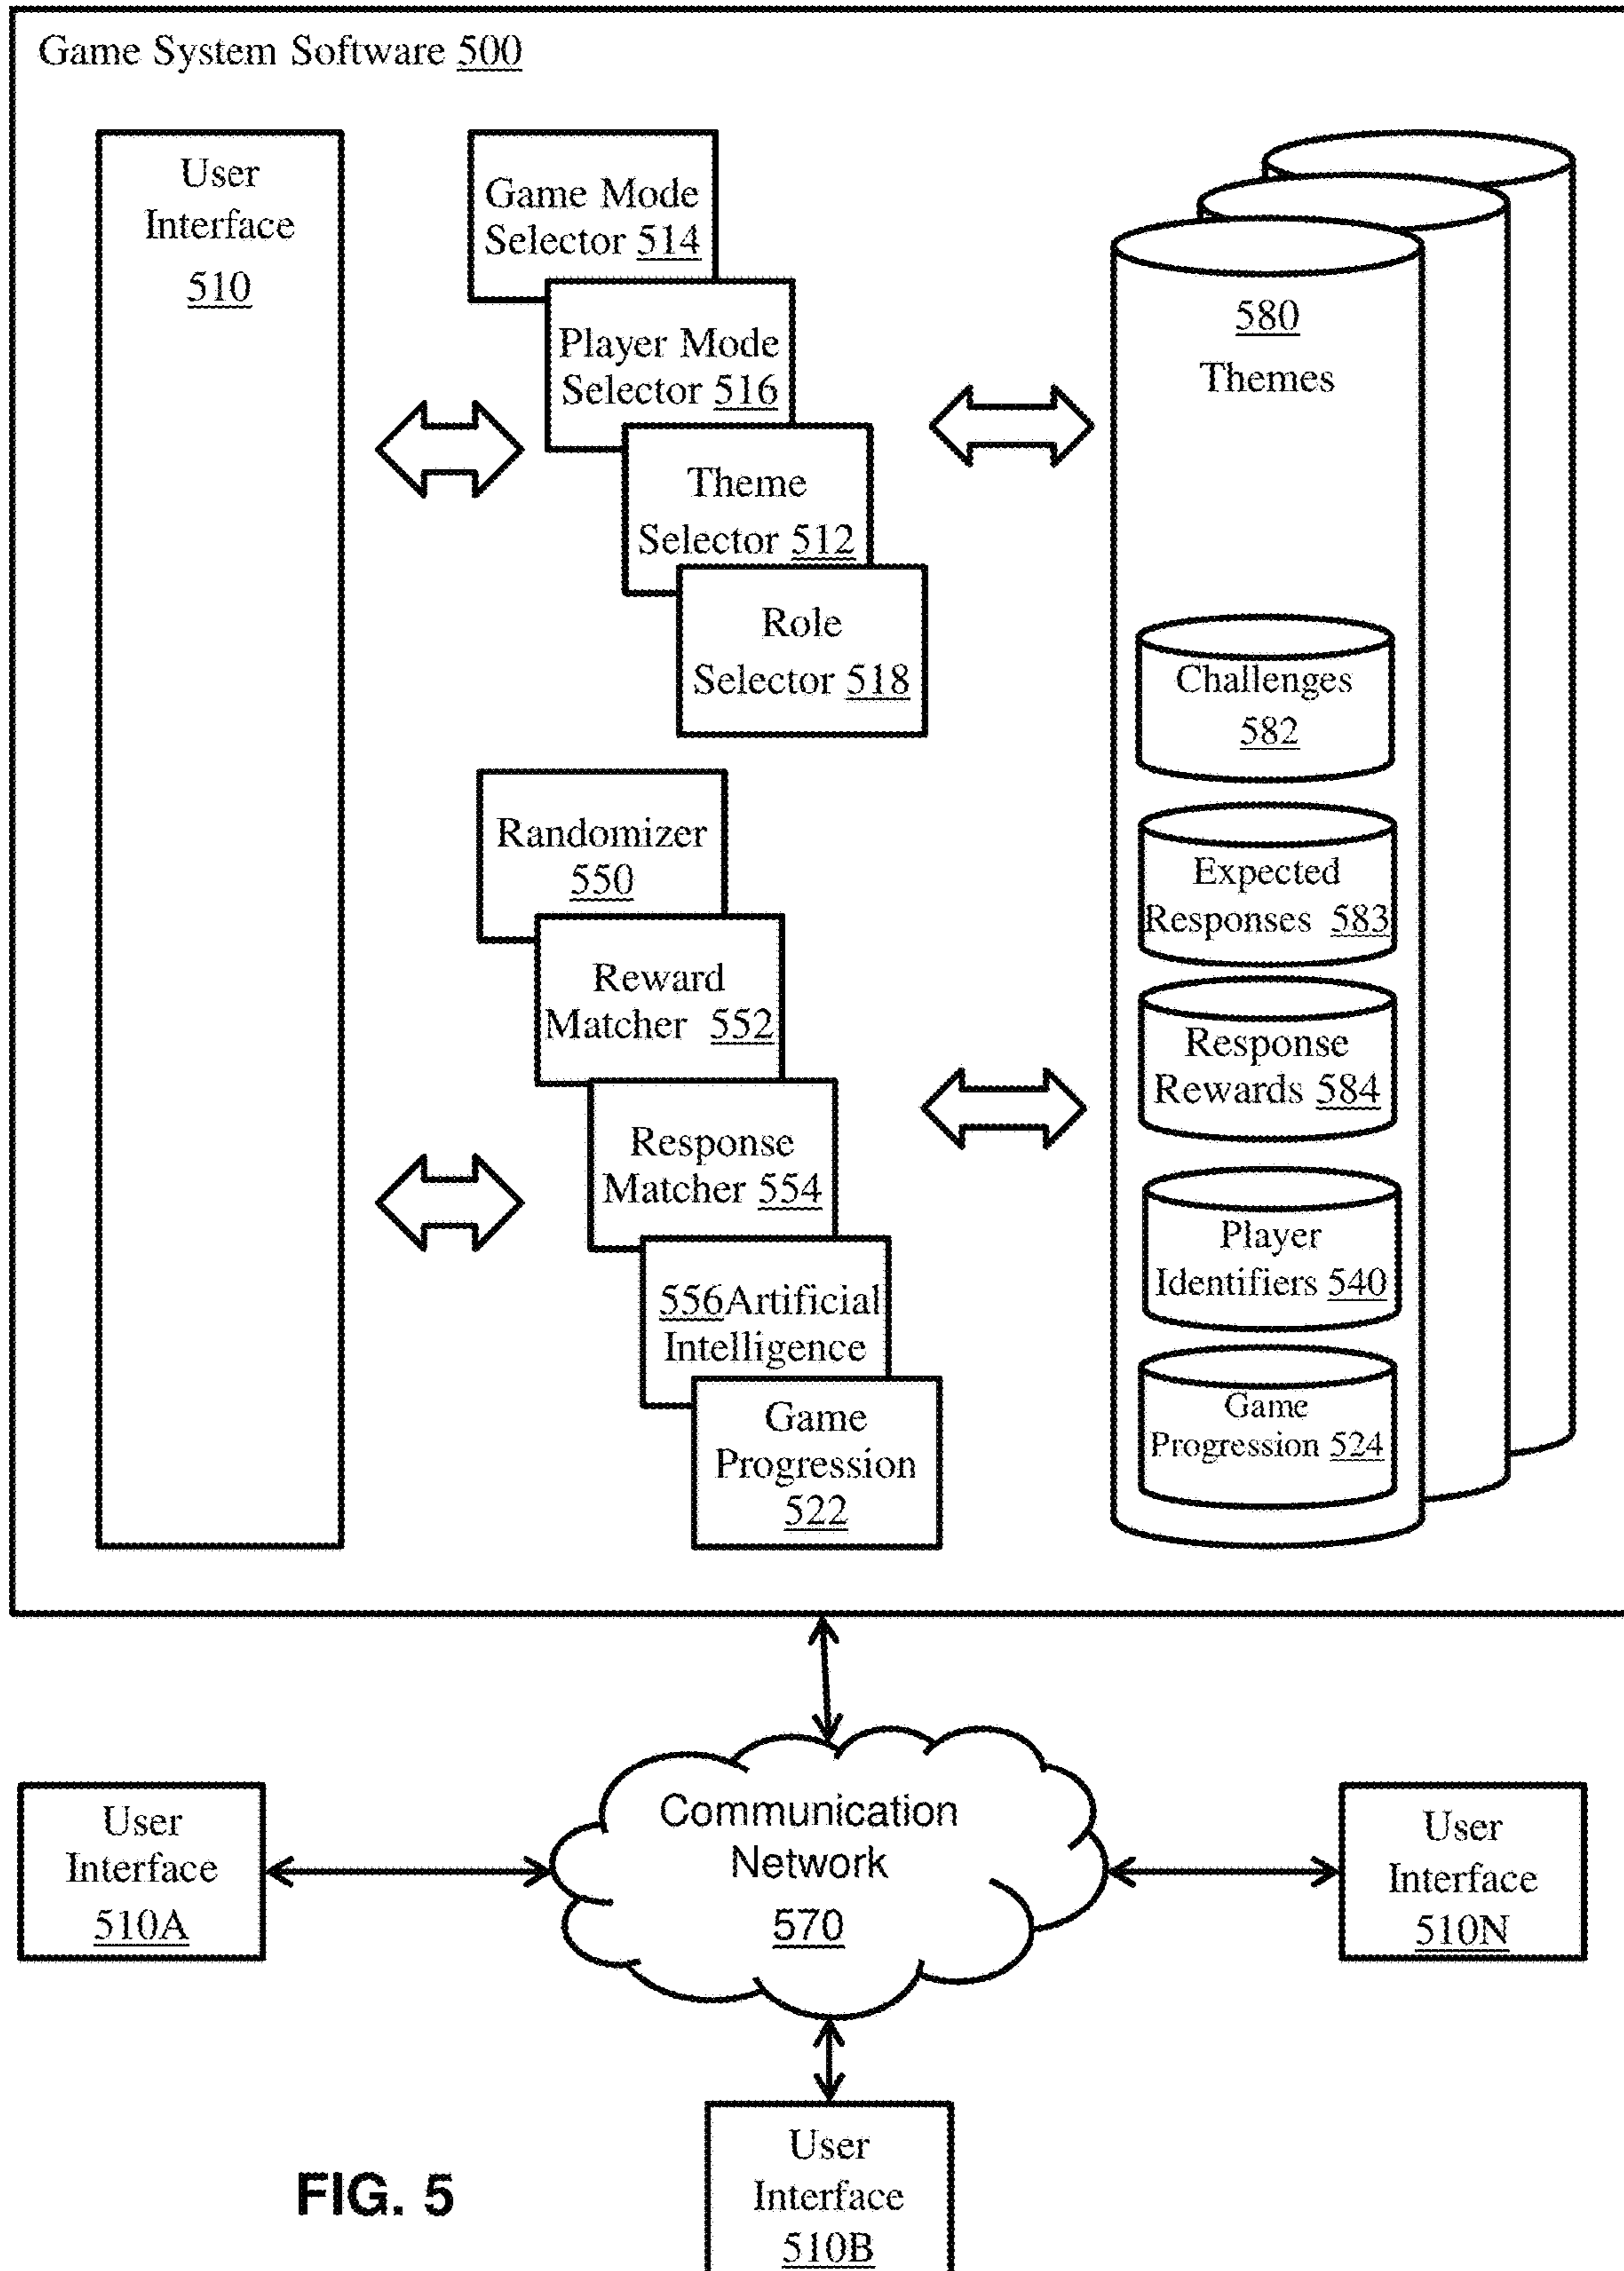 Game System Software 500
User
Interface
510
Game Mode
Selector 514
Player Mode
Selector 516
Theme
Selector 512
Role
Selector 518
Randomizer
550
Reward
Matcher 552
Response
Matcher 554
556Artificial
Intelligence
Game
Progression
522
580
Themes
Challenges
582
Expected
Responses 583
Response
Rewards 584
Player
Identifiers 540
Game
Progression 524
Communication
Network
570
User
Interface
510A
User
Interface
510N
User
Interface
510B
FIG. 5